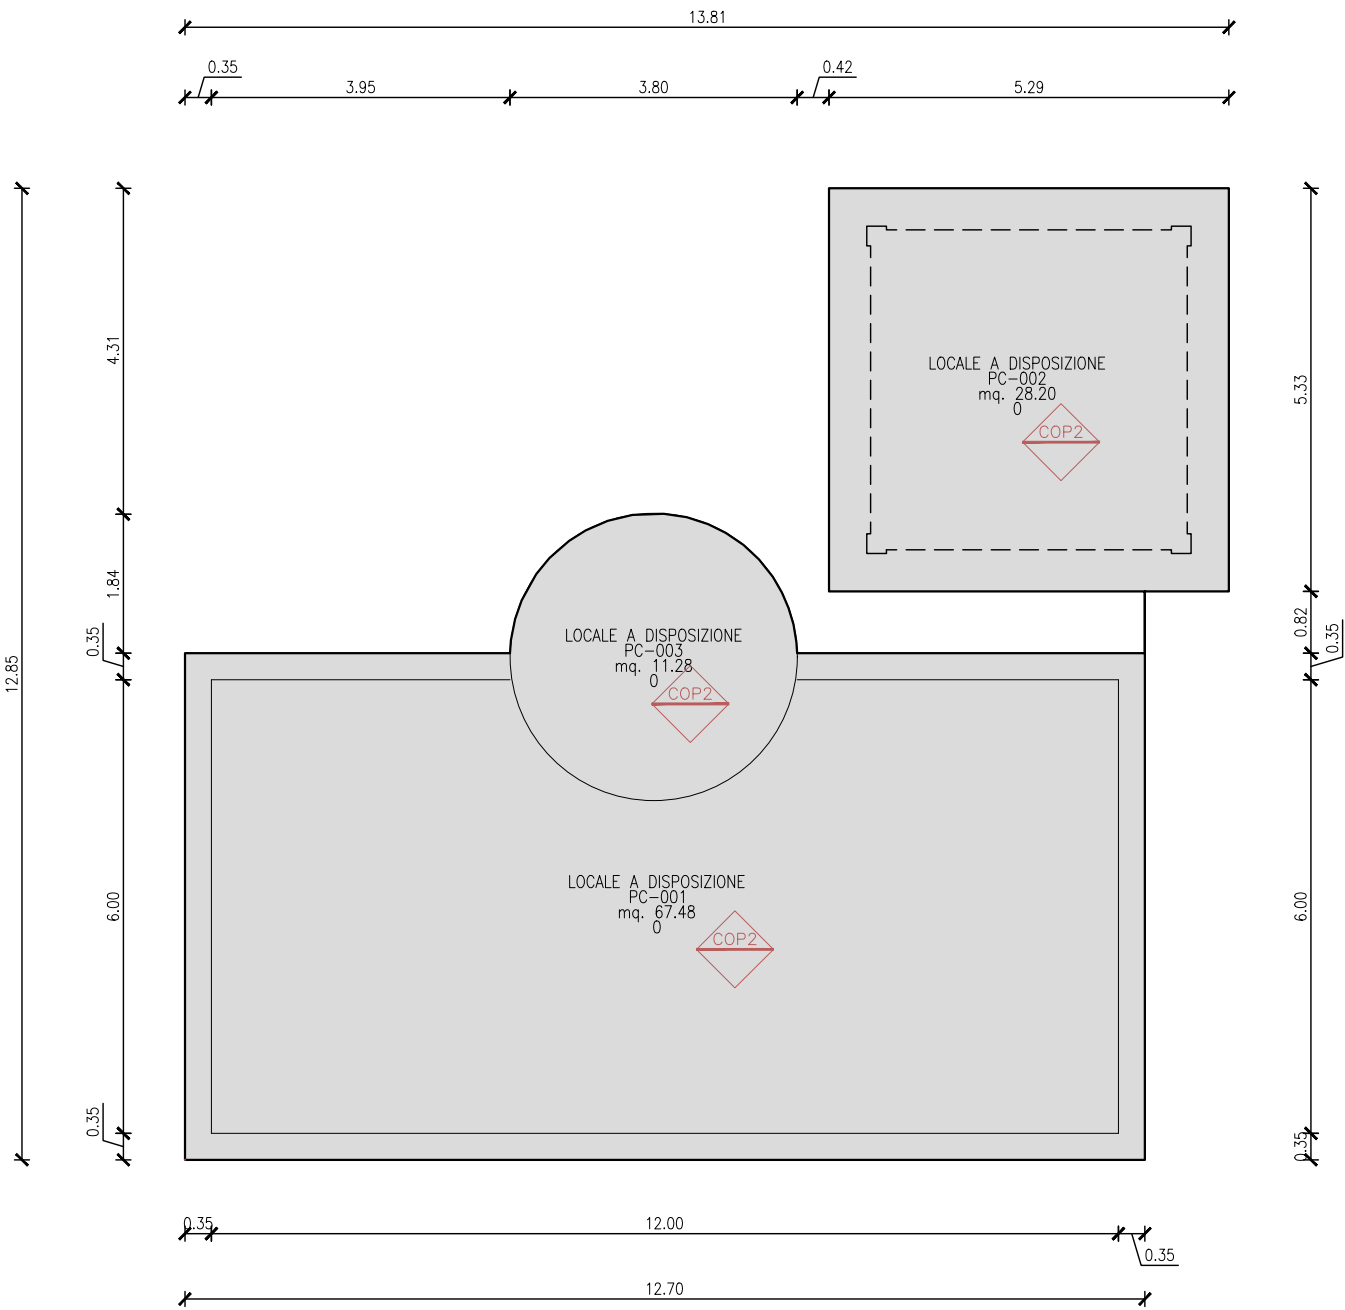 13.81
0.35
0.42
3.95
3.80
5.29
12.85
4.31
1.84
0.35
6.00
0.35
5.33
0.82
0.35
6.00
0.35
LOCALE A DISPOSIZIONE
PC-002
mq. 28.20
0
COP2
LOCALE A DISPOSIZIONE
PC-003
mq. 11.28
0
COP2
LOCALE A DISPOSIZIONE
PC-001
mq. 67.48
0
COP2
0.35
12.00
0.35
12.70